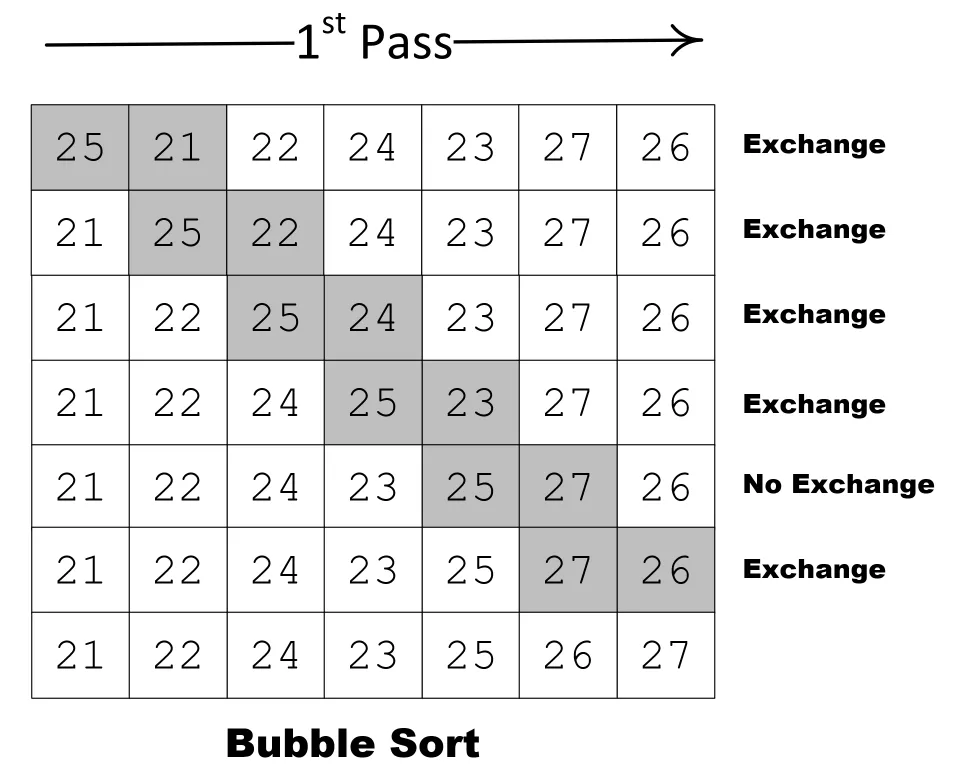 1st Pass
25 21 22 24 23 27 26 Exchange
21 25 22 24 23 27 26 Exchange
21 22 25 24 23 27 26 Exchange
21 22 24 25 23 27 26 Exchange
21 22 24 23 25 27 26 No Exchange
21 22 24 23 25 27 26 Exchange
21 22 24 23 25 26 27
Bubble Sort